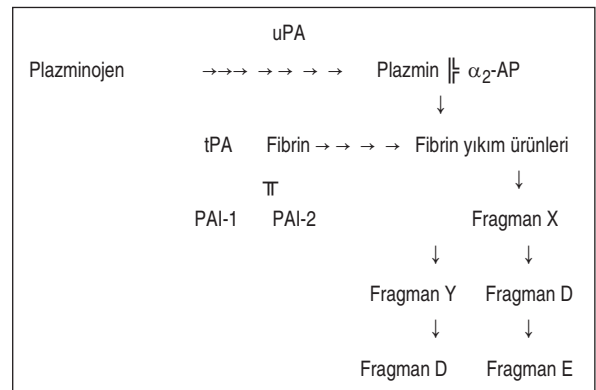 uPA
Plazminojen →→→ → → → → Plazmin ╟ α₂-AP
↓
tPA Fibrin → → → → Fibrin yıkım ürünleri
╥ ↓
PAI-1 PAI-2 Fragman X
↓ ↓
Fragman Y Fragman D
↓ ↓
Fragman D Fragman E